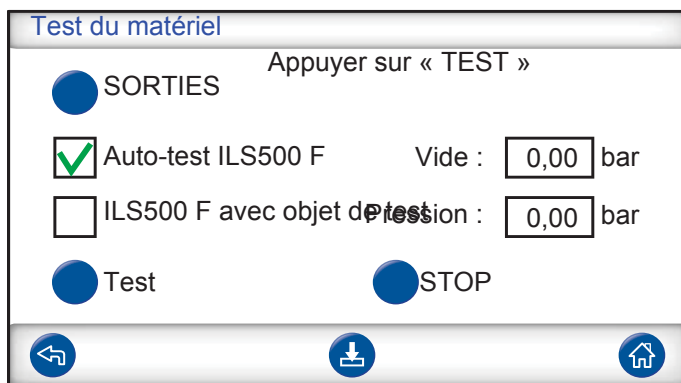 Test du matériel
Appuyer sur « TEST »
SORTIES
Auto-test ILS500 F
Vide : 0,00 bar
ILS500 F avec objet de test
Pression : 0,00 bar
Test
STOP